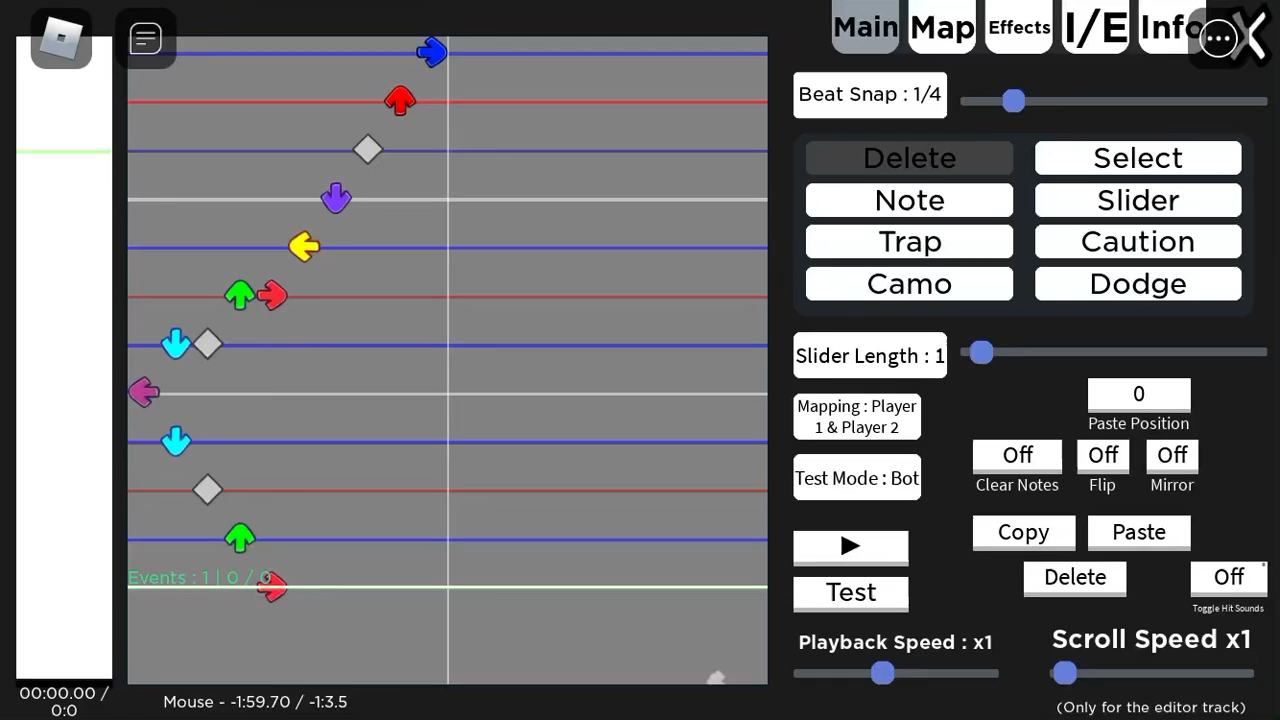 Main Map Effects I/E Info X
Beat Snap : 1/4
Delete Select
Note Slider
Trap Caution
Camo Dodge
Slider Length : 1
Mapping : Player
1 & Player 2
0
Paste Position
Off Off Off
Clear Notes Flip Mirror
Test Mode : Bot
Copy Paste
Delete Off
Toggle Hit Sounds
Test
Events : 1 | 0 / 0
Playback Speed : x1
Scroll Speed x1
(Only for the editor track)
00:00.00 /
0:0
Mouse - -1:59.70 / -1:3.5